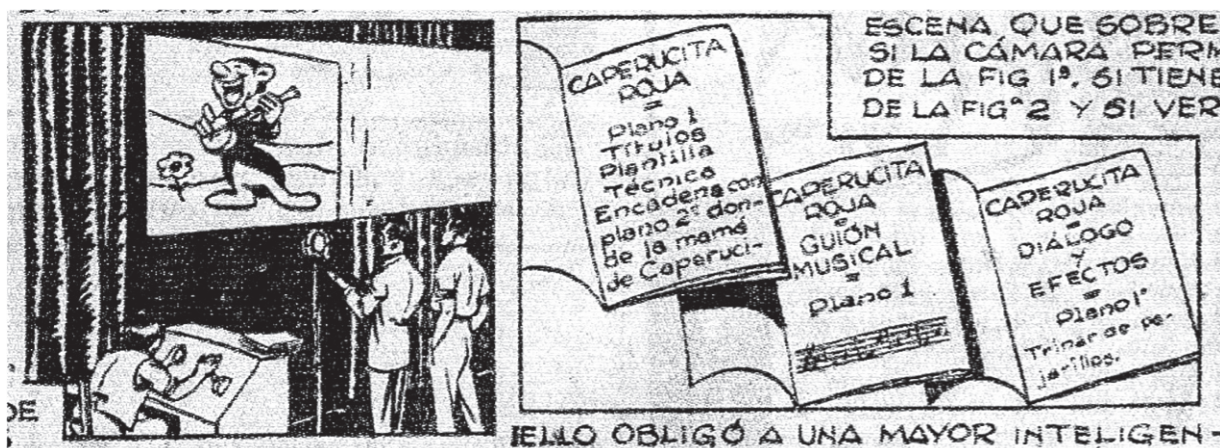 ESCENA QUE SOBRE
SI LA CÁMARA PERM
DE LA FIG 1ª. SI TIENE
DE LA FIGª 2 Y SI VER
CAPERUCITA
ROJA
=
Plano 1
Títulos
Plantilla
Técnica
Encadena con
plano 2º don-
de la mamá
de Caperuci-
CAPERUCITA
ROJA
=
GUIÓN
MUSICAL
=
Plano 1
CAPERUCITA
ROJA
=
DIÁLOGO
Y
EFECTOS
=
Plano 1º
Trinar de pa-
jarillos.
DE
ELLO OBLIGÓ A UNA MAYOR INTELIGEN-